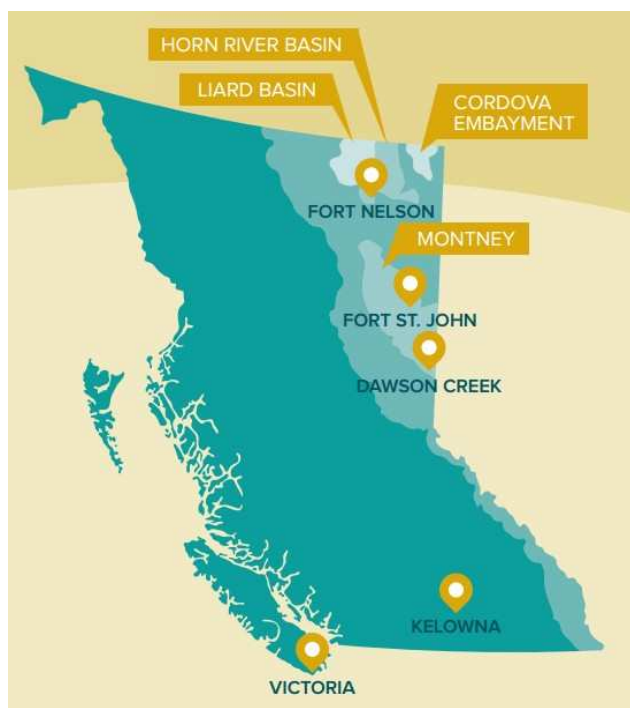 HORN RIVER BASIN
LIARD BASIN
CORDOVA
EMBAYMENT
FORT NELSON
MONTNEY
FORT ST. JOHN
DAWSON CREEK
KELOWNA
VICTORIA